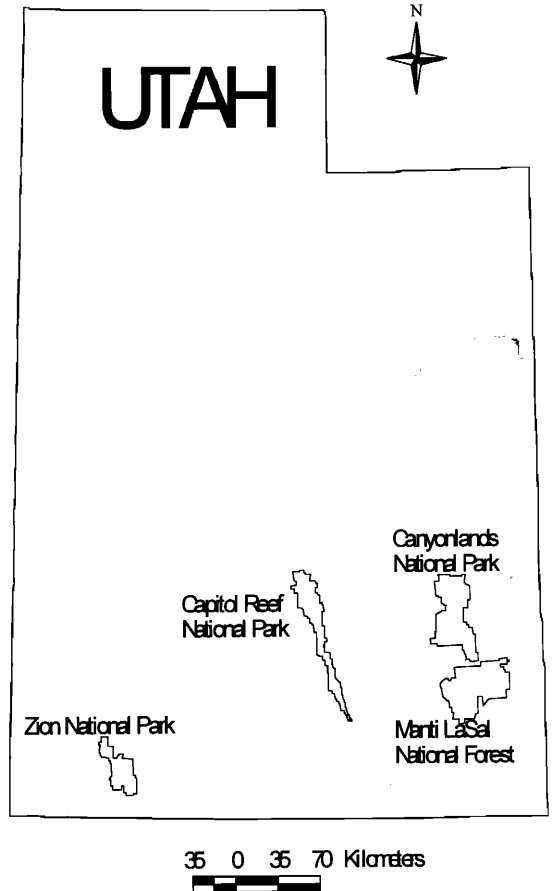 N
UTAH
Canyonlands
National Park
Capitol Reef
National Park
Zion National Park
Manti LaSal
National Forest
35 0 35 70 Kilometers